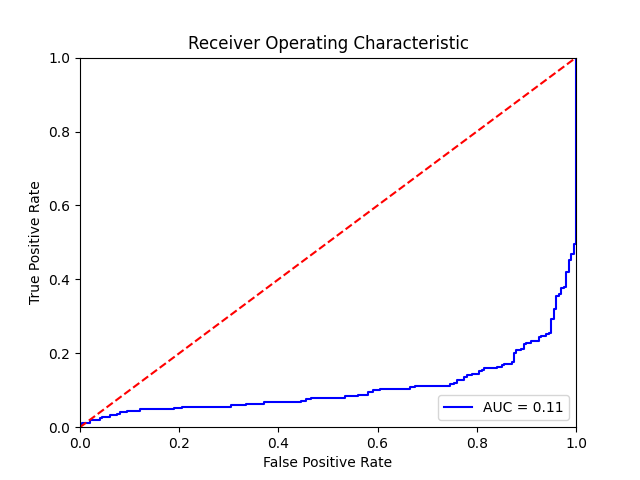 Receiver Operating Characteristic
1.0
0.8
0.6
0.4
0.2
0.0
True Positive Rate
AUC = 0.11
0.0 0.2 0.4 0.6 0.8 1.0
False Positive Rate